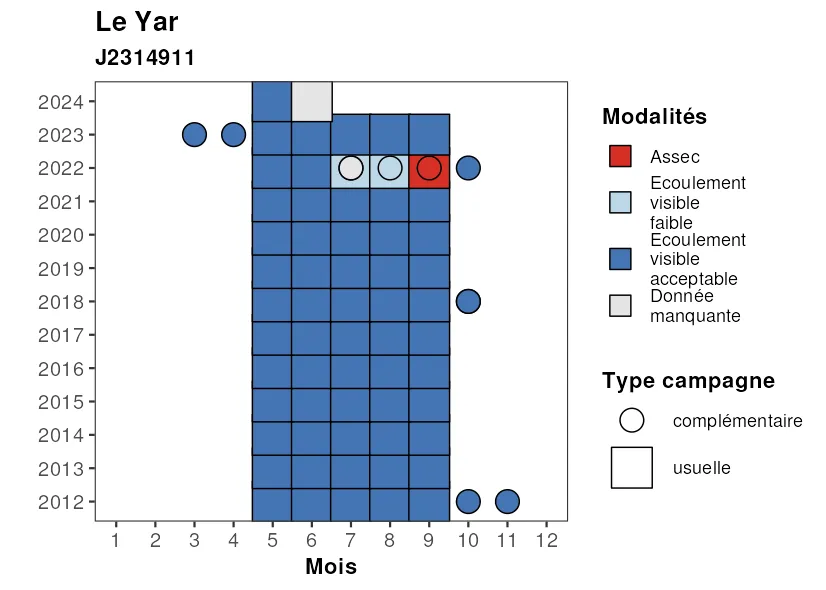 Le Yar
J2314911
2024
2023
2022
2021
2020
2019
2018
2017
2016
2015
2014
2013
2012
1 2 3 4 5 6 7 8 9 10 11 12
Mois
Modalités
Assec
Ecoulement
visible
faible
Ecoulement
visible
acceptable
Donnée
manquante
Type campagne
complémentaire
usuelle